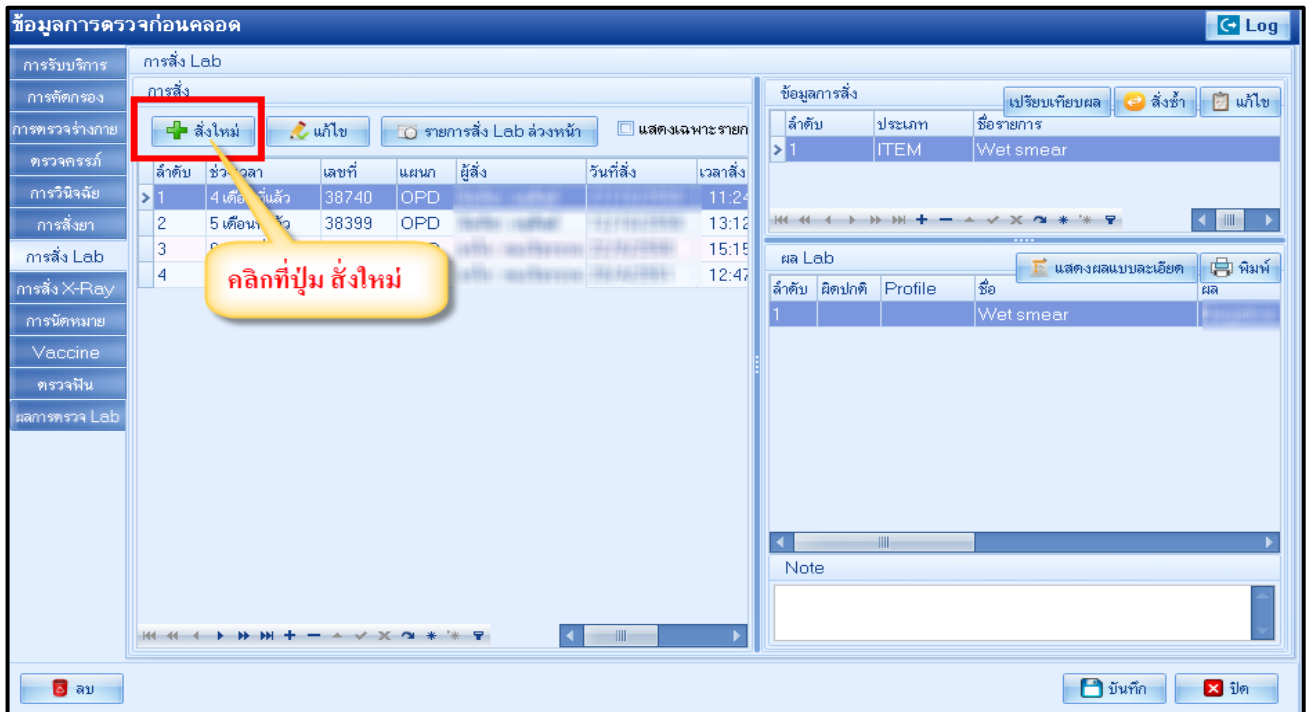 ข้อมูลการตรวจก่อนคลอด
Log
การรับบริการ
การคัดกรอง
การตรวจร่างกาย
ตรวจครรภ์
การวินิจฉัย
การสั่งยา
การสั่ง Lab
การสั่ง X-Ray
การนัดหมาย
Vaccine
ตรวจฟัน
ผลการตรวจ Lab
การสั่ง Lab
การสั่ง
สั่งใหม่ แก้ไข รายการสั่ง Lab ล่วงหน้า แสดงเฉพาะรายก
ลำดับ ช่วงเวลา เลขที่ แผนก ผู้สั่ง วันที่สั่ง เวลาสั่ง
1 4 เดือนที่แล้ว 38740 OPD 11:24
2 5 เดือน 38399 OPD 13:12
3 15:15
4 12:47
คลิกที่ปุ่ม สั่งใหม่
ข้อมูลการสั่ง
เปรียบเทียบผล สั่งซ้ำ แก้ไข
ลำดับ ประเภท ชื่อรายการ
1 ITEM Wet smear
ผล Lab
แสดงผลแบบละเอียด พิมพ์
ลำดับ ผิดปกติ Profile ชื่อ ผล
1 Wet smear
Note
ลบ
บันทึก ปิด